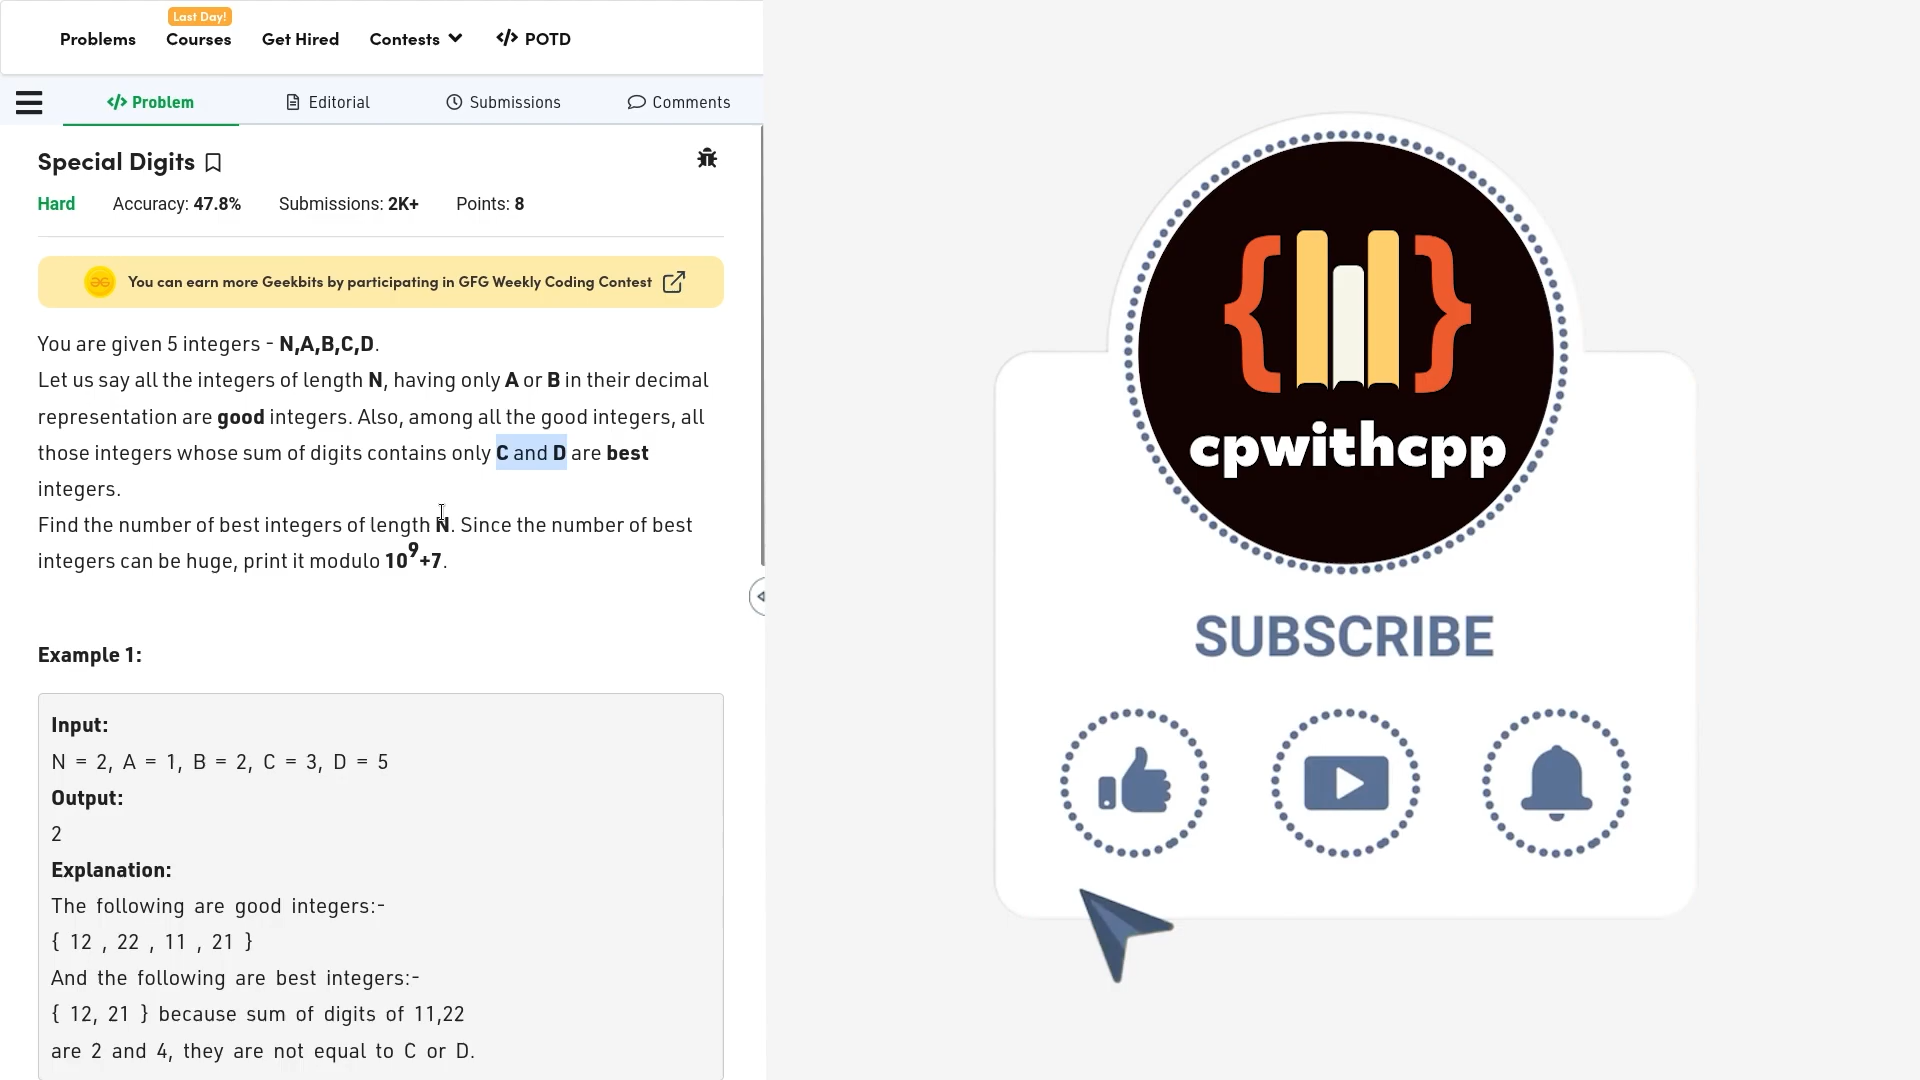 Last Day!
Problems Courses Get Hired Contests </> POTD
</> Problem Editorial Submissions Comments
Special Digits
Hard Accuracy: 47.8% Submissions: 2K+ Points: 8
You can earn more Geekbits by participating in GFG Weekly Coding Contest
You are given 5 integers - N,A,B,C,D.
Let us say all the integers of length N, having only A or B in their decimal
representation are good integers. Also, among all the good integers, all
those integers whose sum of digits contains only C and D are best
integers.
Find the number of best integers of length N. Since the number of best
integers can be huge, print it modulo 10^9+7.
Example 1:
Input:
N = 2, A = 1, B = 2, C = 3, D = 5
Output:
2
Explanation:
The following are good integers:-
{ 12 , 22 , 11 , 21 }
And the following are best integers:-
{ 12, 21 } because sum of digits of 11,22
are 2 and 4, they are not equal to C or D.
cpwithcpp
SUBSCRIBE